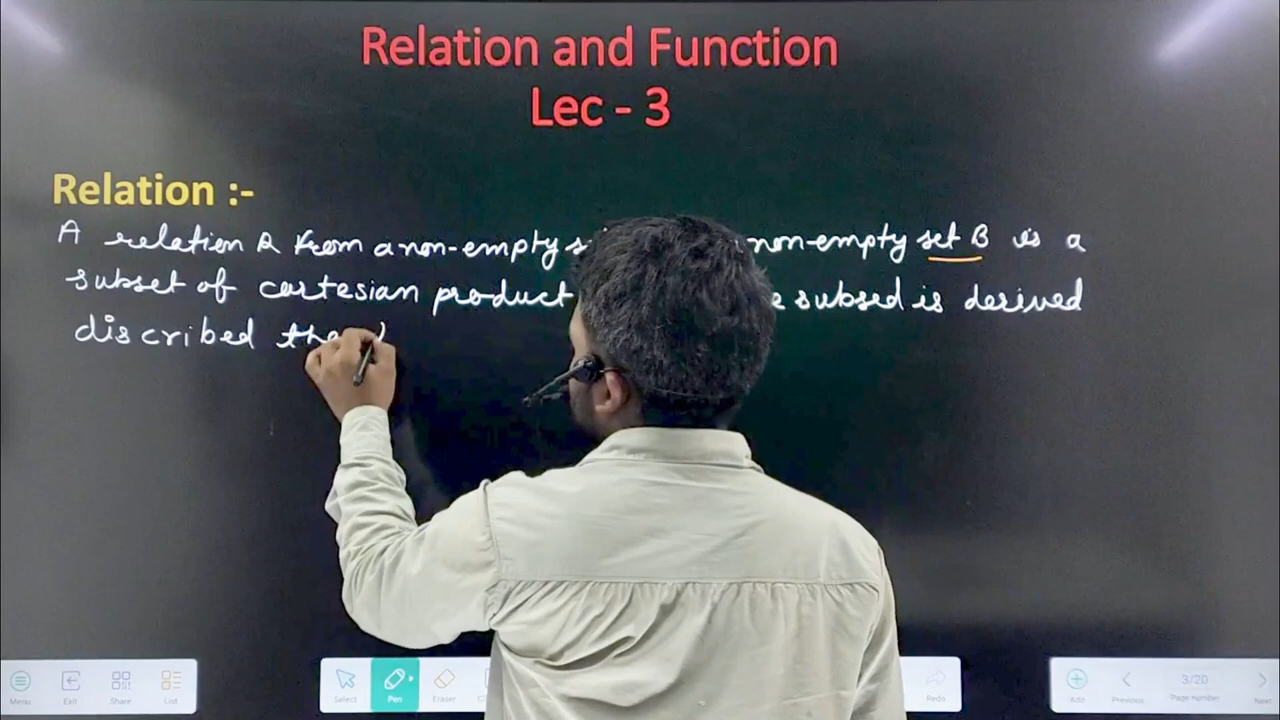 Relation and Function
Lec - 3
Relation :-
A relation R from a non-empty non-empty set B is a
subset of cartesian product subsed is derived
discribed the
Menu Exit Share List Select Pen Eraser Redo Add Previous 3/20 Page number Next